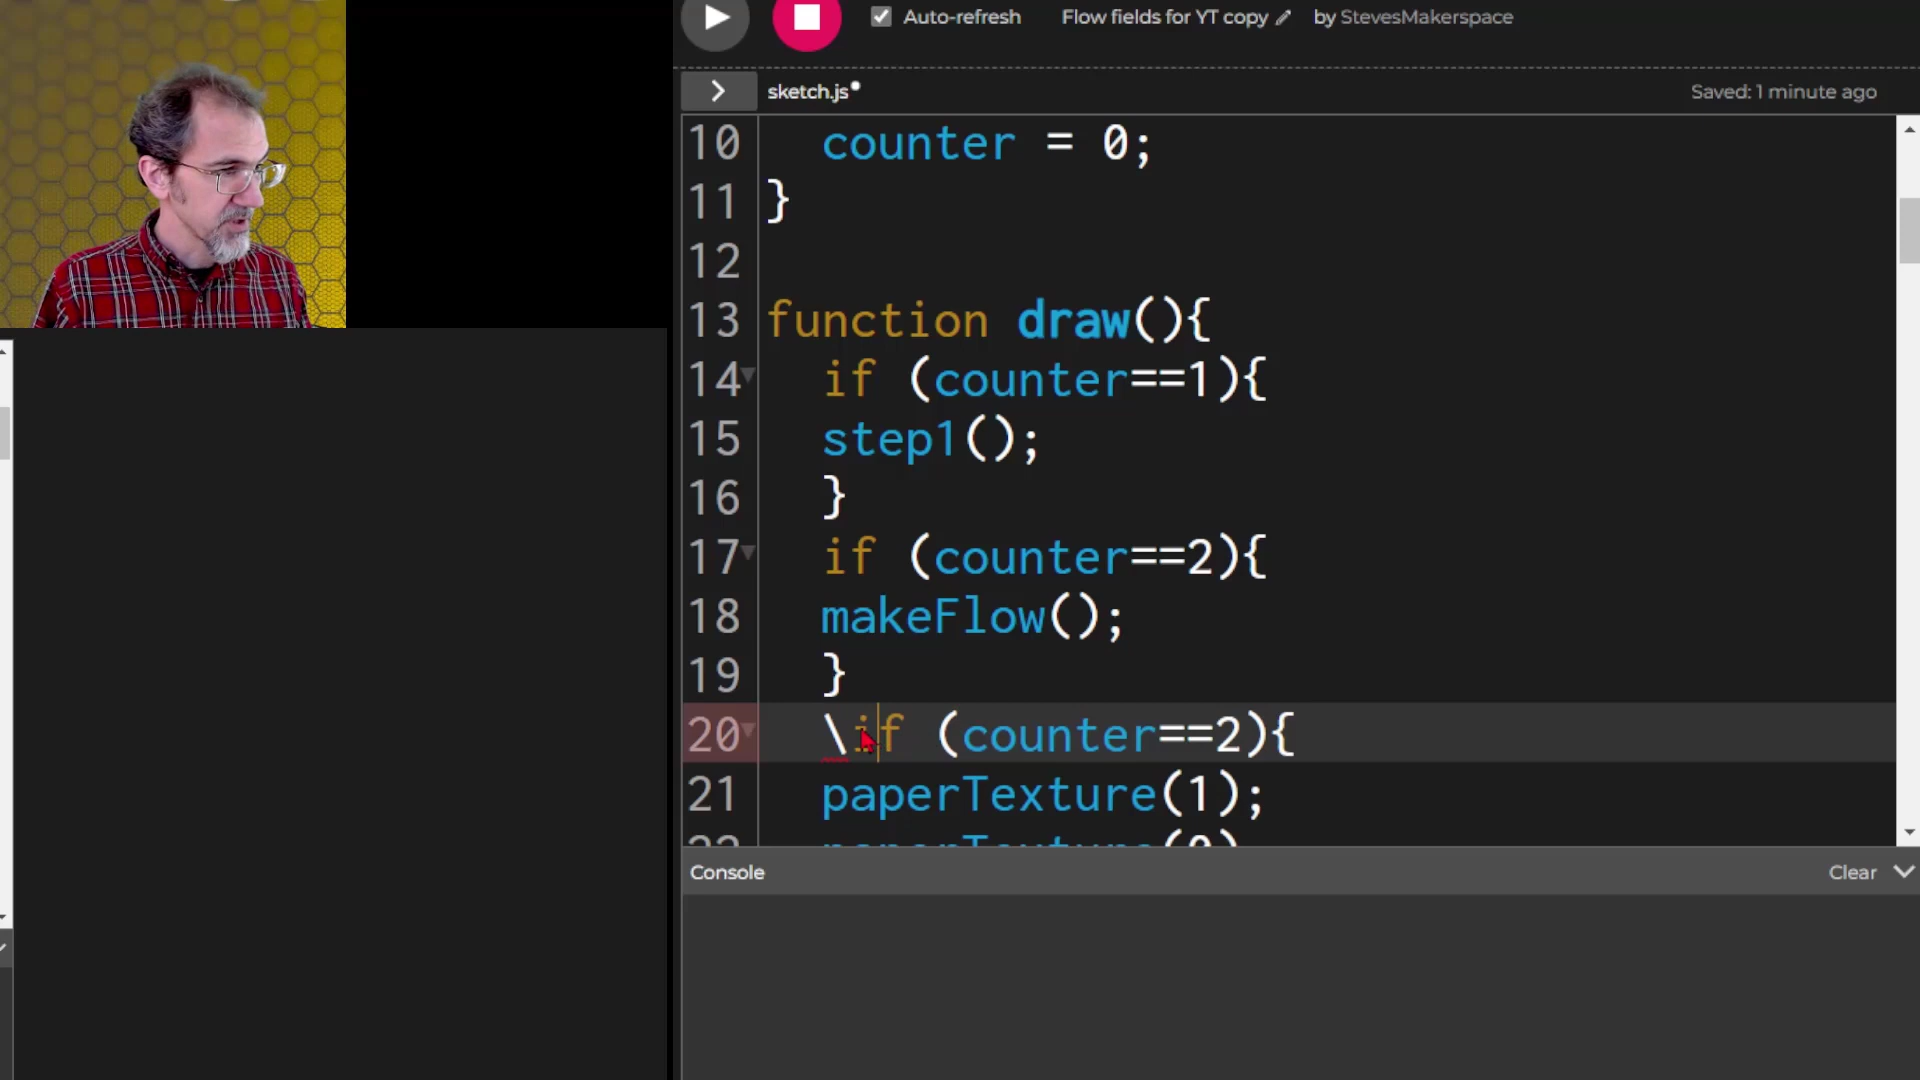 Auto-refresh Flow fields for YT copy by StevesMakerspace
sketch.js Saved: 1 minute ago
10 counter = 0;
11 }
12
13 function draw(){
14 if (counter==1){
15 step1();
16 }
17 if (counter==2){
18 makeFlow();
19 }
20 \if (counter==2){
21 paperTexture(1);
Console Clear